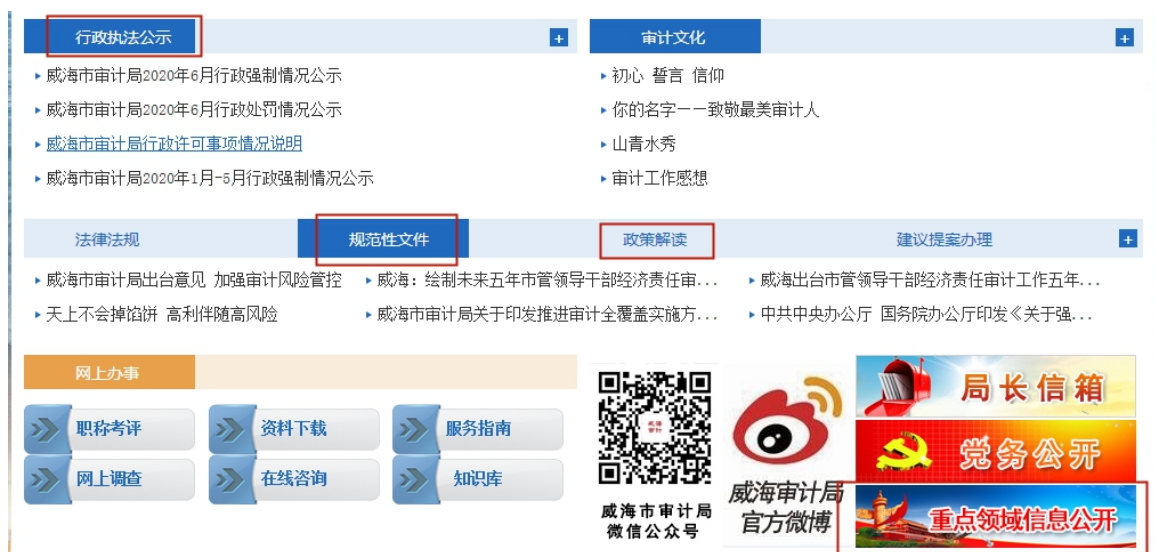 行政执法公示
+
审计文化
+
威海市审计局2020年6月行政强制情况公示
初心 誓言 信仰
威海市审计局2020年6月行政处罚情况公示
你的名字——致敬最美审计人
威海市审计局行政许可事项情况说明
山青水秀
威海市审计局2020年1月-5月行政强制情况公示
审计工作感想
法律法规
规范性文件
政策解读
建议提案办理
+
威海市审计局出台意见 加强审计风险管控
威海：绘制未来五年市管领导干部经济责任审...
威海出台市管领导干部经济责任审计工作五年...
天上不会掉馅饼 高利伴随高风险
威海市审计局关于印发推进审计全覆盖实施方...
中共中央办公厅 国务院办公厅印发《关于强...
网上办事
职称考评
资料下载
服务指南
网上调查
在线咨询
知识库
威海审计
威海市审计局
微信公众号
威海审计局
官方微博
局长信箱
党务公开
重点领域信息公开